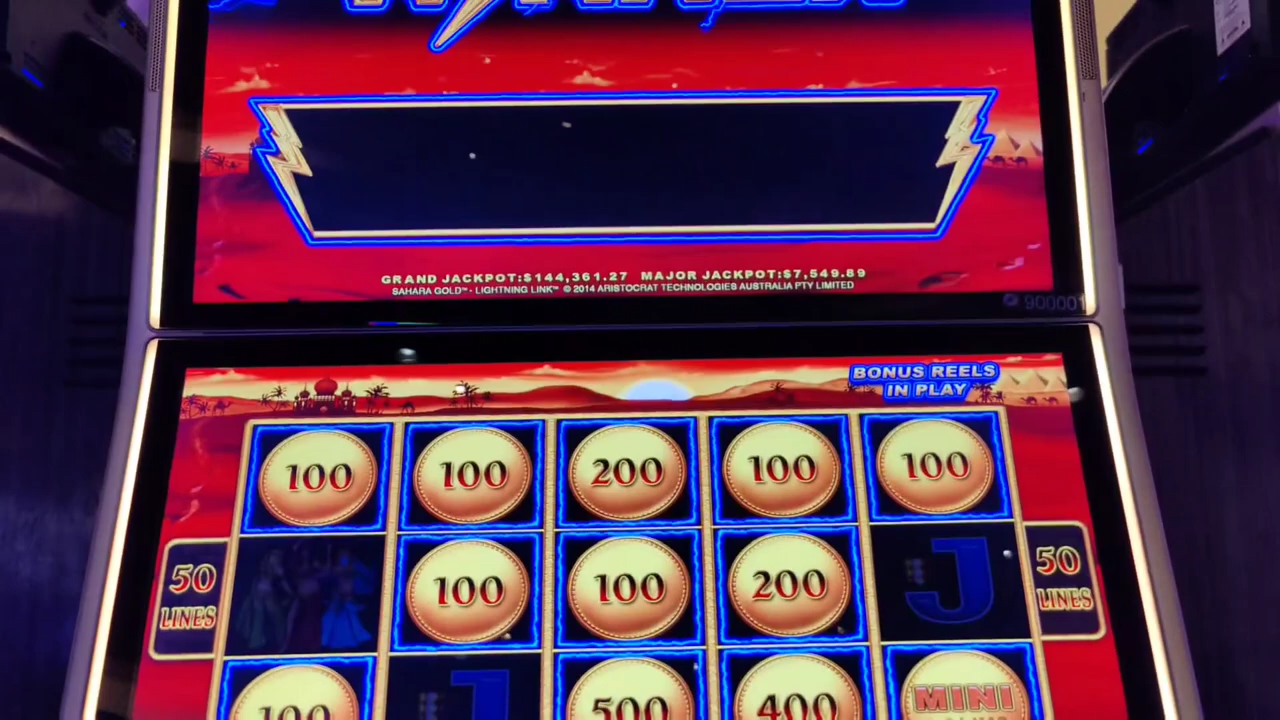 GRAND JACKPOT:$144,361.27 MAJOR JACKPOT:$7,549.89
SAHARA GOLD™ - LIGHTNING LINK™ © 2014 ARISTOCRAT TECHNOLOGIES AUSTRALIA PTY LIMITED
900001
BONUS REELS
IN PLAY
100 100 200 100 100
50
LINES
100 100 200 J
50
LINES
100 J 500 400 MINI